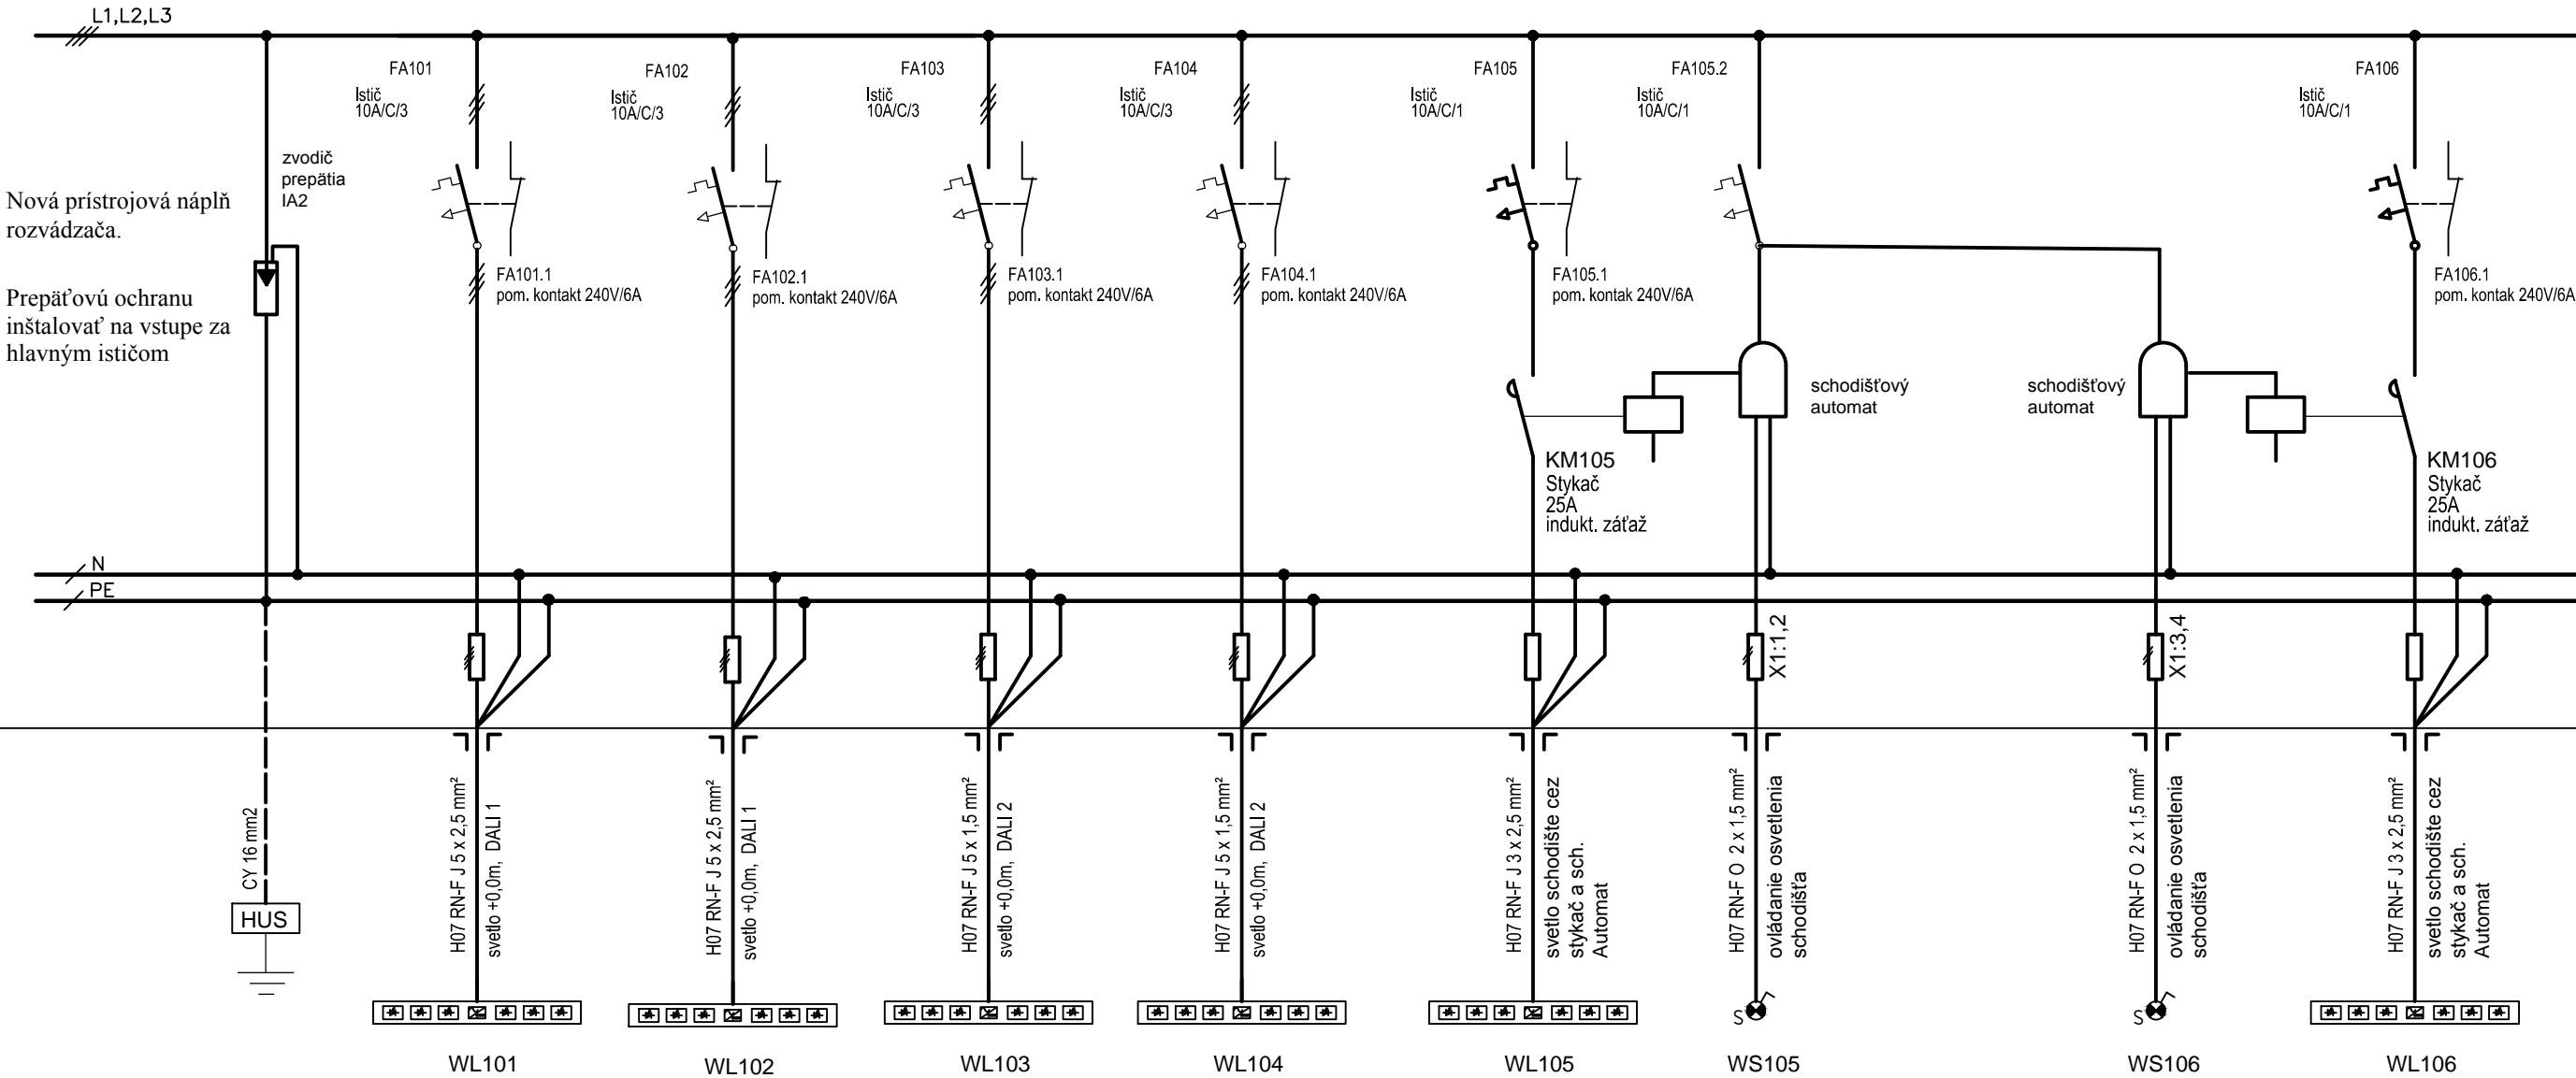 L1,L2,L3
FA101
Istič
10A/C/3
FA102
Istič
10A/C/3
FA103
Istič
10A/C/3
FA104
Istič
10A/C/3
FA105
Istič
10A/C/1
FA105.2
Istič
10A/C/1
FA106
Istič
10A/C/1
zvodič
prepätia
IA2
Nová prístrojová náplň
rozvádzača.
Prepäťovú ochranu
inštalovať na vstupe za
hlavným ističom
FA101.1
pom. kontakt 240V/6A
FA102.1
pom. kontakt 240V/6A
FA103.1
pom. kontakt 240V/6A
FA104.1
pom. kontakt 240V/6A
FA105.1
pom. kontak 240V/6A
FA106.1
pom. kontak 240V/6A
schodišťový
automat
schodišťový
automat
KM105
Stykač
25A
indukt. záťaž
KM106
Stykač
25A
indukt. záťaž
N
PE
X1:1,2
X1:3,4
CY 16 mm2
HUS
H07 RN-F J 5 x 2,5 mm²
svetlo +0,0m, DALI 1
H07 RN-F J 5 x 2,5 mm²
svetlo +0,0m, DALI 1
H07 RN-F J 5 x 1,5 mm²
svetlo +0,0m, DALI 2
H07 RN-F J 5 x 1,5 mm²
svetlo +0,0m, DALI 2
H07 RN-F J 3 x 2,5 mm²
svetlo schodište cez
stykač a sch.
Automat
H07 RN-F O 2 x 1,5 mm²
ovládanie osvetlenia
schodišťa
H07 RN-F O 2 x 1,5 mm²
ovládanie osvetlenia
schodišťa
H07 RN-F J 3 x 2,5 mm²
svetlo schodište cez
stykač a sch.
Automat
S
S
WL101
WL102
WL103
WL104
WL105
WS105
WS106
WL106